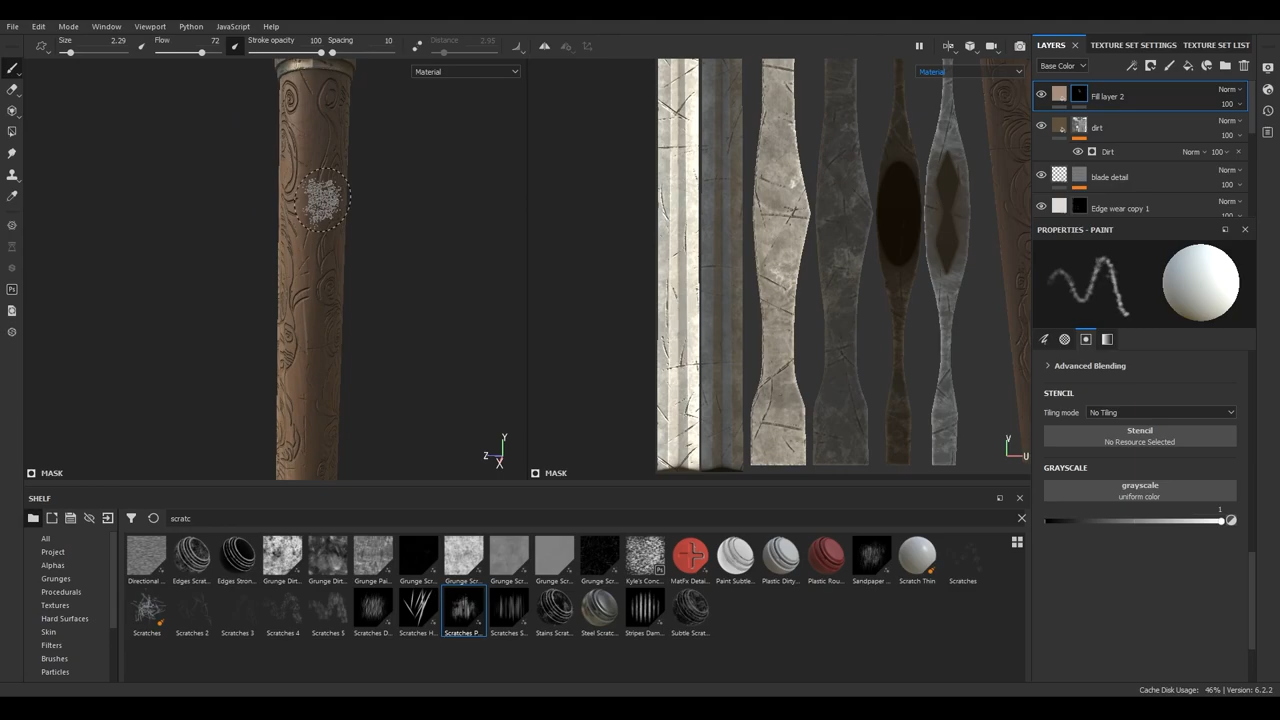 File Edit Mode Window Viewport Python JavaScript Help
Size 2.29 Flow 72 Stroke opacity 100 Spacing 10 Distance 2.95
LAYERS TEXTURE SET SETTINGS TEXTURE SET LIST
Base Color
Material
Material
Fill layer 2 Norm 100
dirt Norm 100
Dirt Norm 100
blade detail Norm 100
Edge wear copy 1 Norm
PROPERTIES - PAINT
Advanced Blending
STENCIL
Tiling mode No Tiling
Stencil
No Resource Selected
GRAYSCALE
grayscale
uniform color
1
Y
Z
X
V
U
MASK
MASK
SHELF
scratc
All
Project
Alphas
Grunges
Procedurals
Textures
Hard Surfaces
Skin
Filters
Brushes
Particles
Directional ... Edges Scrat... Edges Stron... Grunge Dirt... Grunge Dirt... Grunge Pai... Grunge Scr... Grunge Scr... Grunge Scr... Grunge Scr... Grunge Scr... Kyle's Conc... MatFx Detai... Paint Subtle... Plastic Dirty... Plastic Rou... Sandpaper ... Scratch Thin Scratches
Scratches Scratches 2 Scratches 3 Scratches 4 Scratches 5 Scratches D... Scratches H... Scratches P... Scratches S... Stains Scrat... Steel Scratc... Stripes Dam... Subtle Scrat...
Cache Disk Usage: 46% | Version: 6.2.2